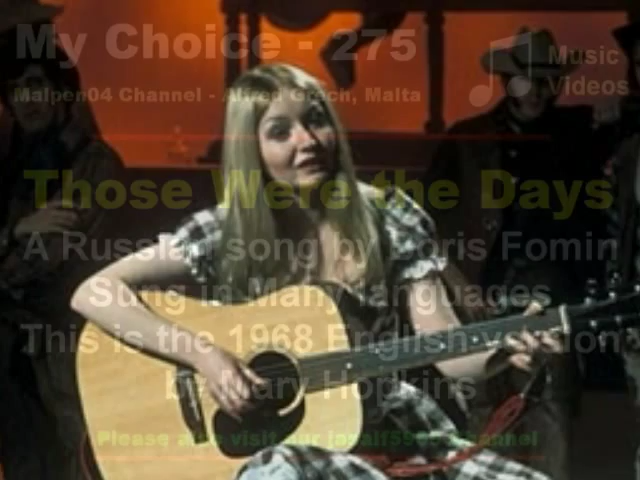 My Choice - 275
Music
Videos
Malpen04 Channel - Alfred Grech, Malta
Those Were the Days
A Russian song by Boris Fomin
Sung in Many languages
This is the 1968 English version
by Mary Hopkins
Please also visit our channel